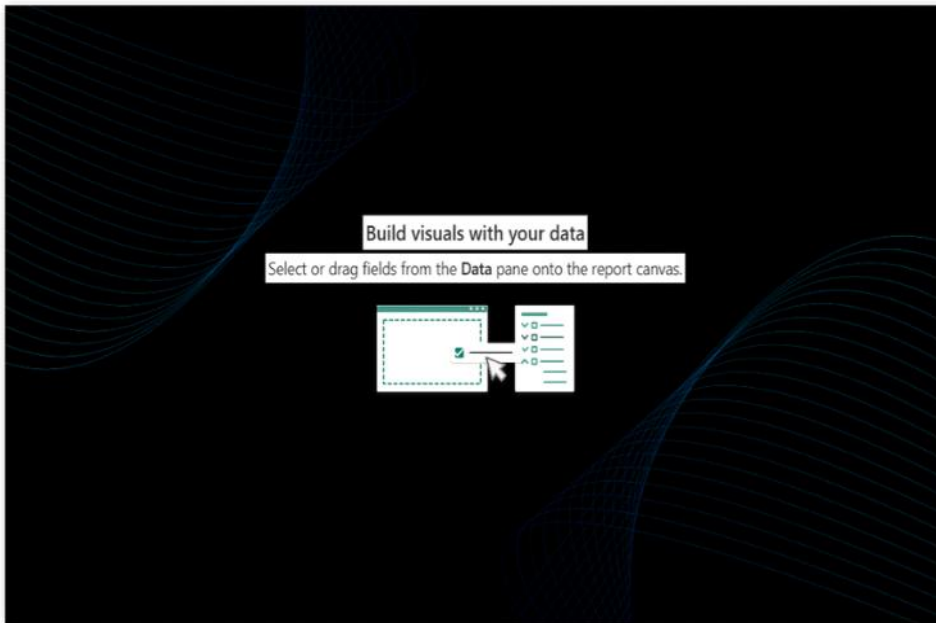 Build visuals with your data
Select or drag fields from the Data pane onto the report canvas.